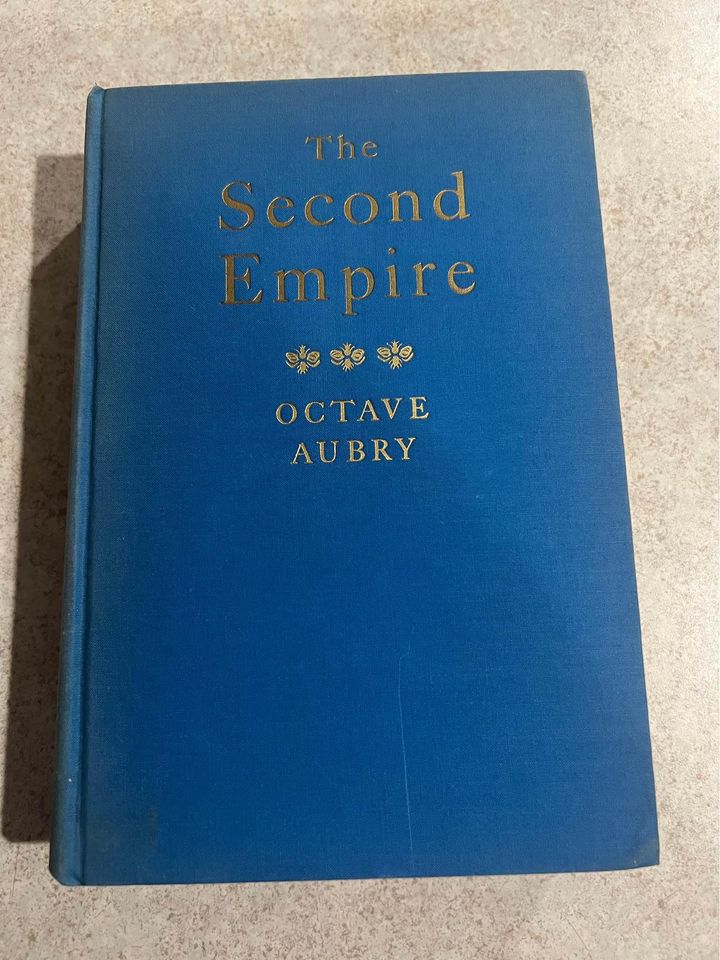 The
Second
Empire
OCTAVE
AUBRY